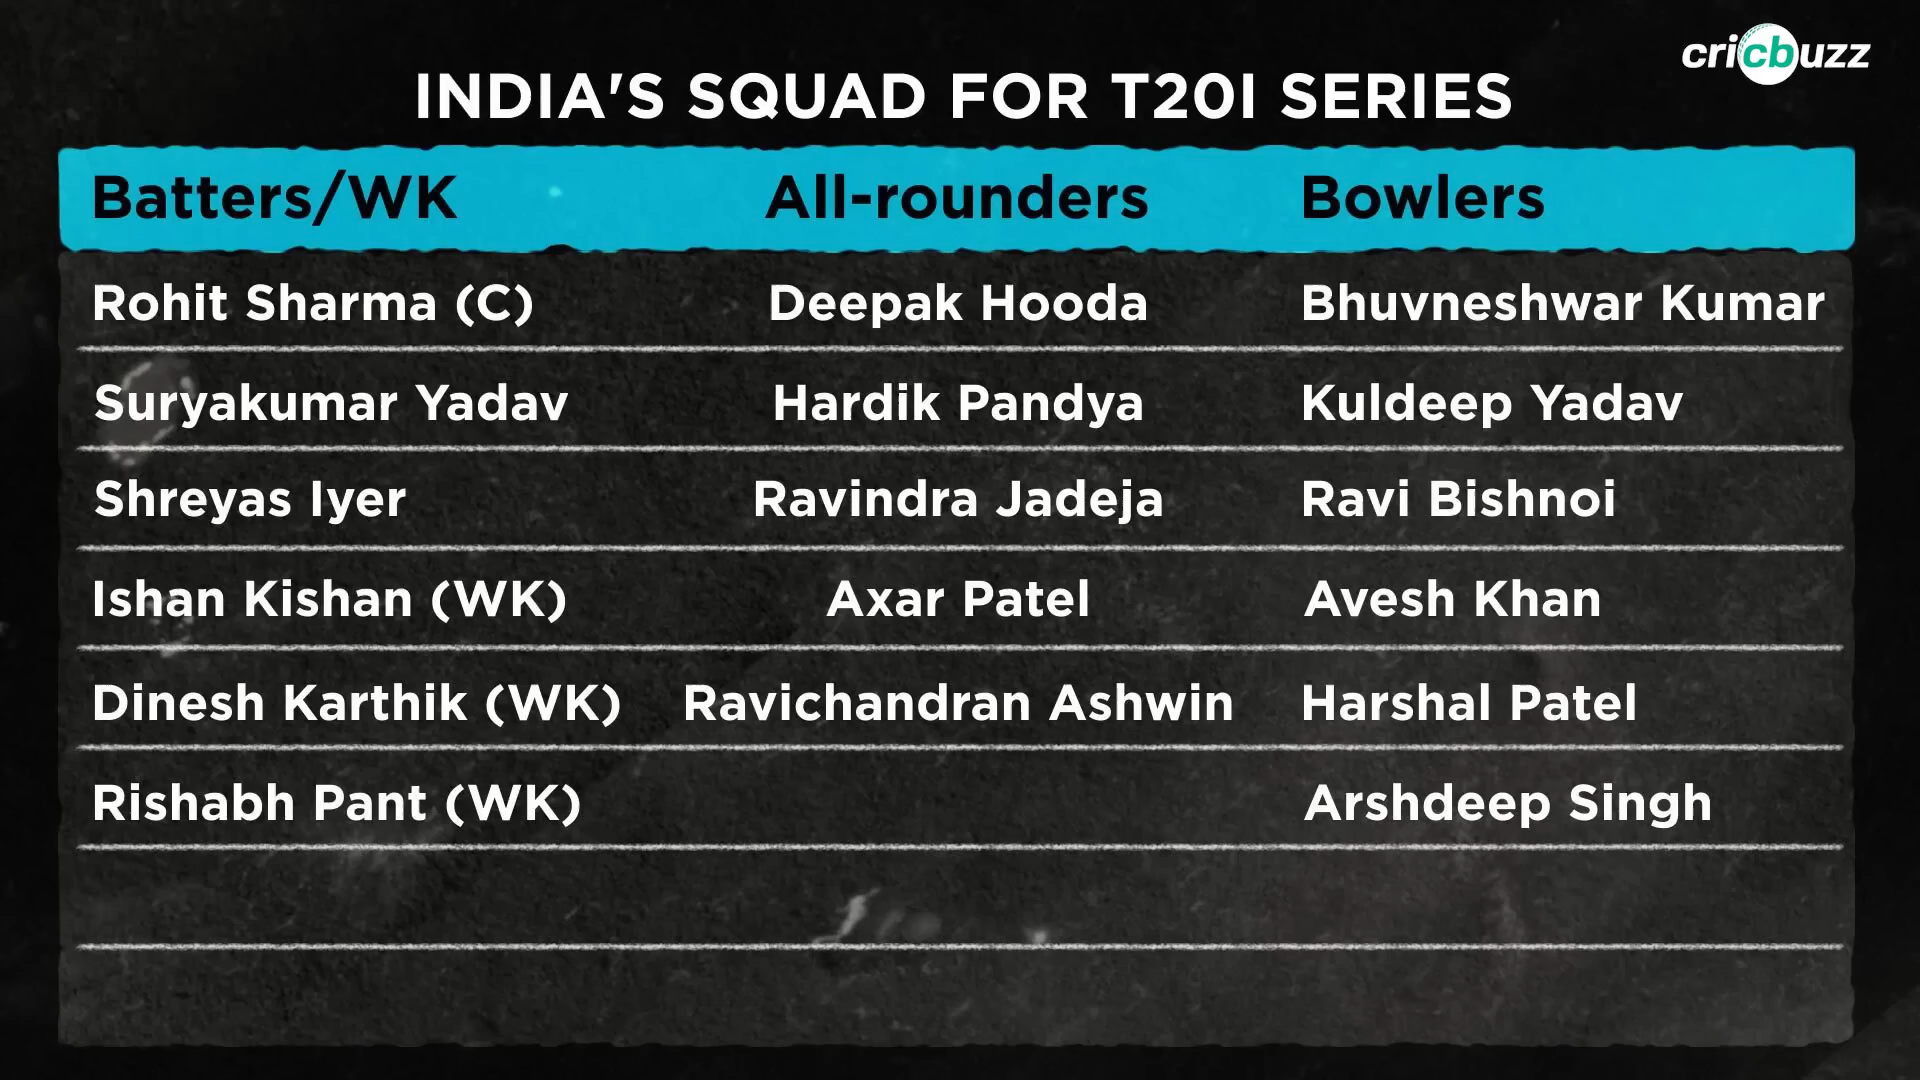 cricbuzz
INDIA'S SQUAD FOR T20I SERIES
Batters/WK All-rounders Bowlers
Rohit Sharma (C) Deepak Hooda Bhuvneshwar Kumar
Suryakumar Yadav Hardik Pandya Kuldeep Yadav
Shreyas Iyer Ravindra Jadeja Ravi Bishnoi
Ishan Kishan (WK) Axar Patel Avesh Khan
Dinesh Karthik (WK) Ravichandran Ashwin Harshal Patel
Rishabh Pant (WK) Arshdeep Singh